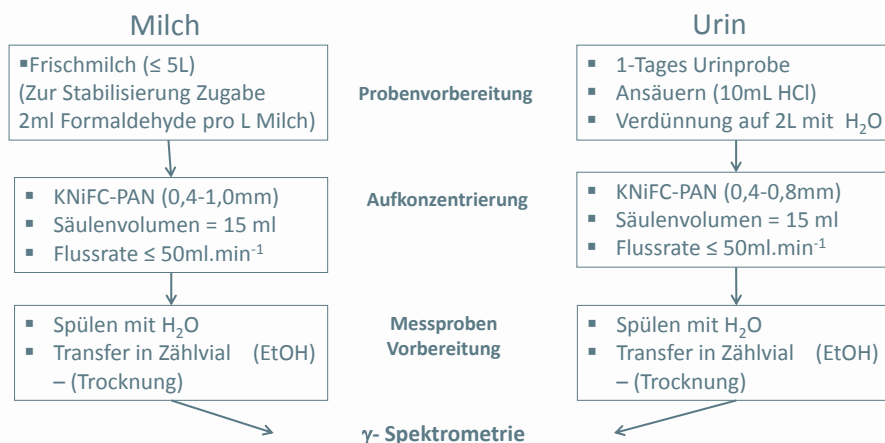 Milch
▪Frischmilch (≤ 5L)
(Zur Stabilisierung Zugabe
2ml Formaldehyde pro L Milch)
▪ KNiFC-PAN (0,4-1,0mm)
▪ Säulenvolumen = 15 ml
▪ Flussrate ≤ 50ml.min⁻¹
▪ Spülen mit H₂O
▪ Transfer in Zählvial (EtOH)
– (Trocknung)
Probenvorbereitung
Aufkonzentrierung
Messproben
Vorbereitung
Urin
▪ 1-Tages Urinprobe
▪ Ansäuern (10mL HCl)
▪ Verdünnung auf 2L mit H₂O
▪ KNiFC-PAN (0,4-0,8mm)
▪ Säulenvolumen = 15 ml
▪ Flussrate ≤ 50ml.min⁻¹
▪ Spülen mit H₂O
▪ Transfer in Zählvial (EtOH)
– (Trocknung)
γ- Spektrometrie